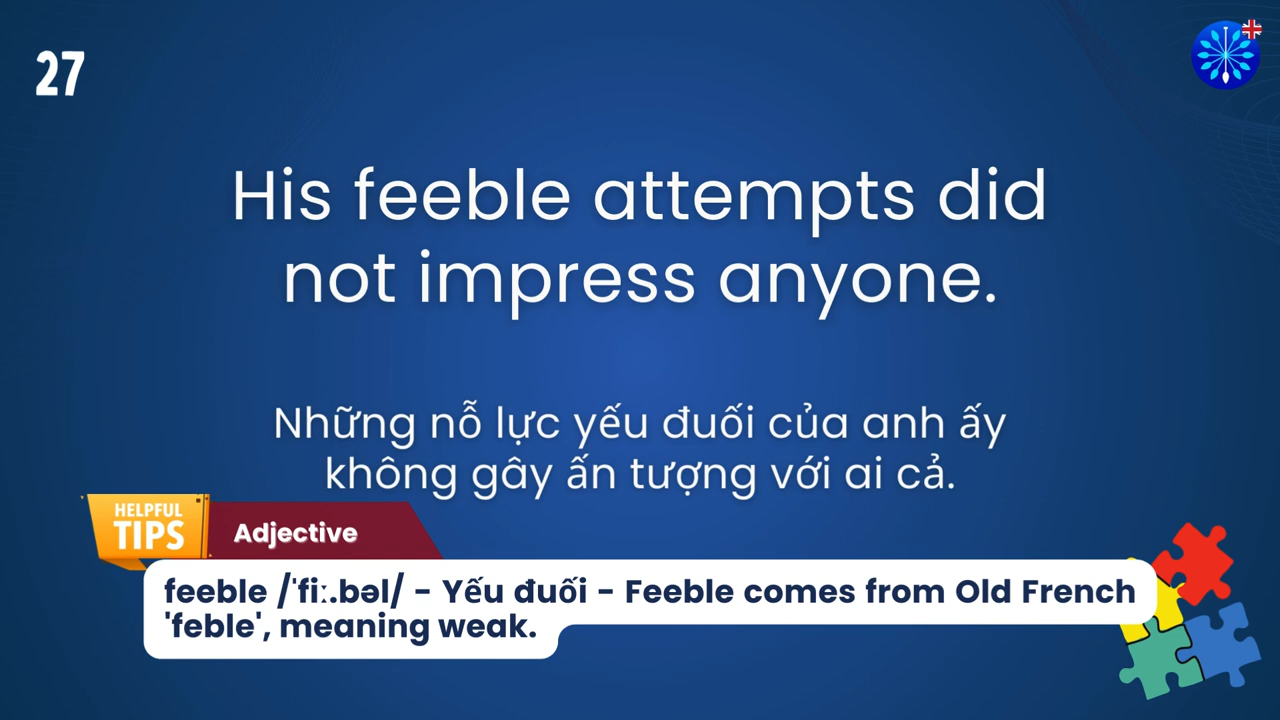 27
His feeble attempts did
not impress anyone.
Những nỗ lực yếu đuối của anh ấy
không gây ấn tượng với ai cả.
HELPFUL
TIPS
Adjective
feeble /ˈfiː.bəl/ - Yếu đuối - Feeble comes from Old French
'feble', meaning weak.